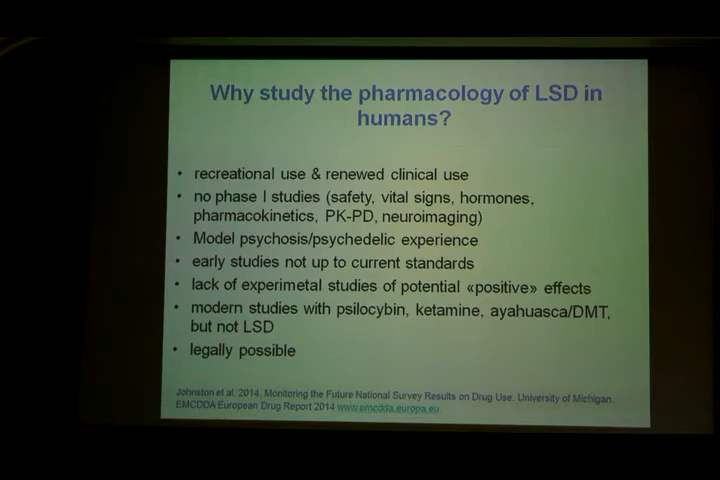 Why study the pharmacology of LSD in
humans?
• recreational use & renewed clinical use
• no phase I studies (safety, vital signs, hormones,
pharmacokinetics, PK-PD, neuroimaging)
• Model psychosis/psychedelic experience
• early studies not up to current standards
• lack of experimetal studies of potential «positive» effects
• modern studies with psilocybin, ketamine, ayahuasca/DMT,
but not LSD
• legally possible
Johnston et al. 2014, Monitoring the Future National Survey Results on Drug Use. University of Michigan.
EMCDDA European Drug Report 2014 www.emcdda.europa.eu.